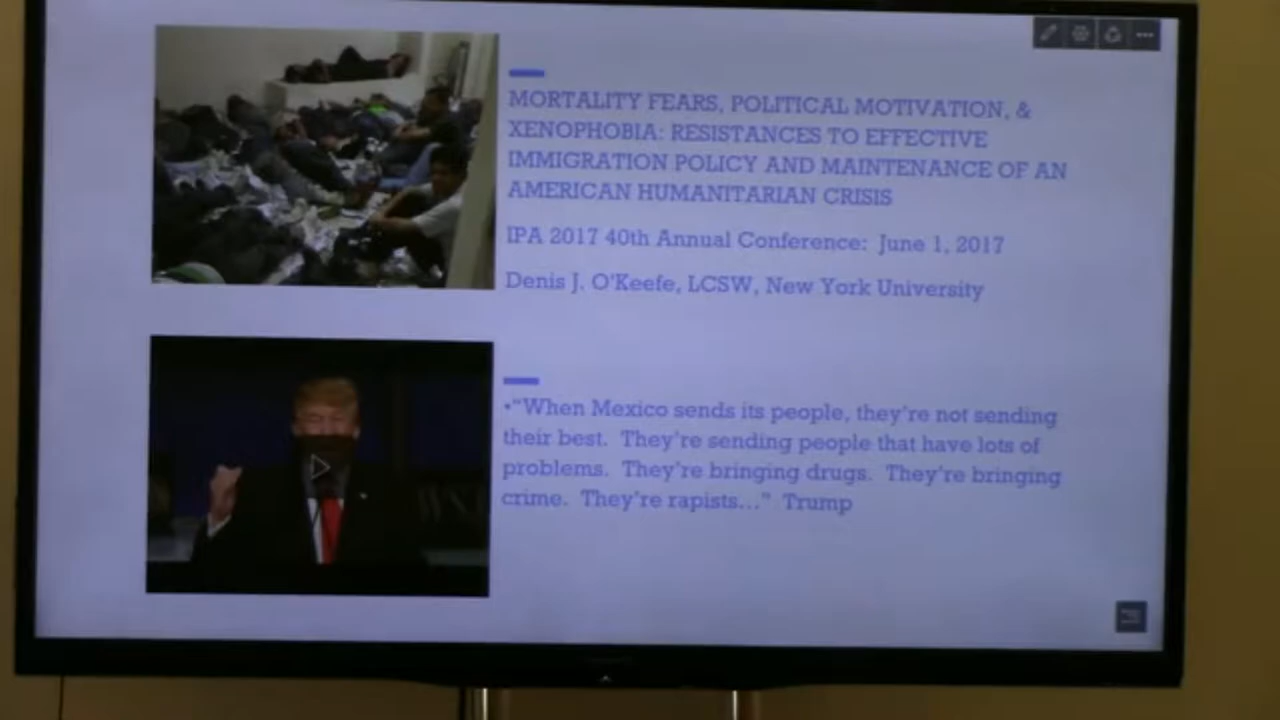 MORTALITY FEARS, POLITICAL MOTIVATION, &
XENOPHOBIA: RESISTANCES TO EFFECTIVE
IMMIGRATION POLICY AND MAINTENANCE OF AN
AMERICAN HUMANITARIAN CRISIS
IPA 2017 40th Annual Conference: June 1, 2017
Denis J. O'Keefe, LCSW, New York University
•"When Mexico sends its people, they're not sending
their best. They're sending people that have lots of
problems. They're bringing drugs. They're bringing
crime. They're rapists..." Trump